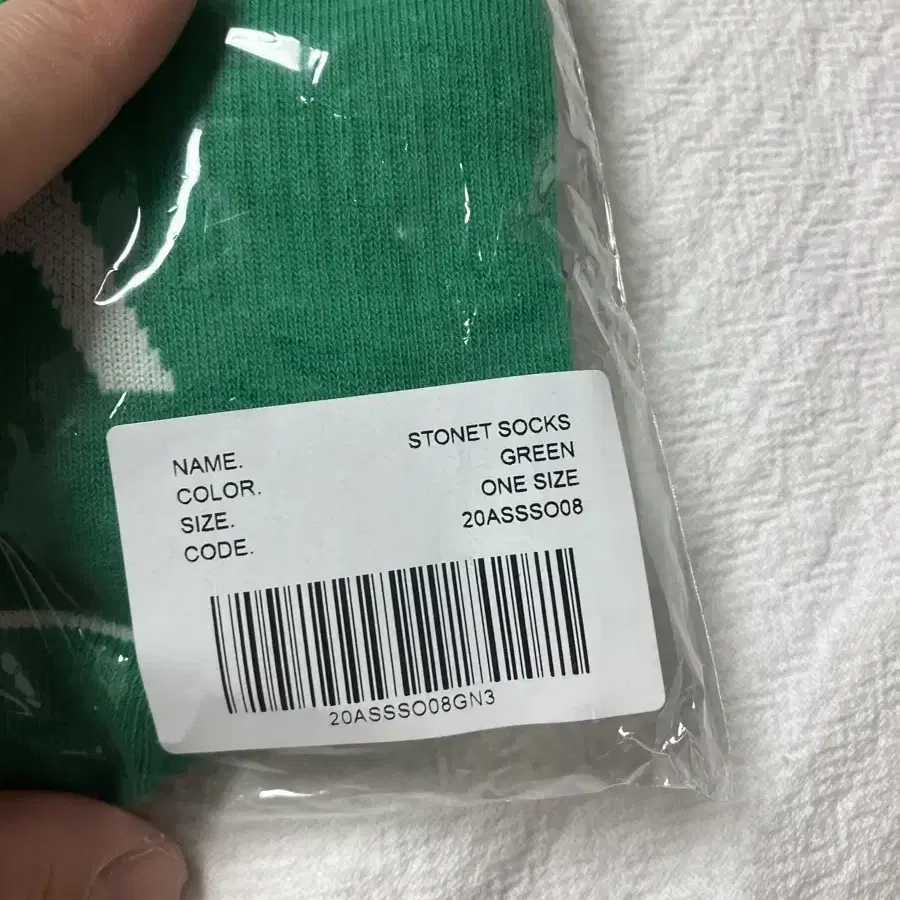 NAME. STONET SOCKS
COLOR. GREEN
SIZE. ONE SIZE
CODE. 20ASSSO08
20ASSSO08GN3